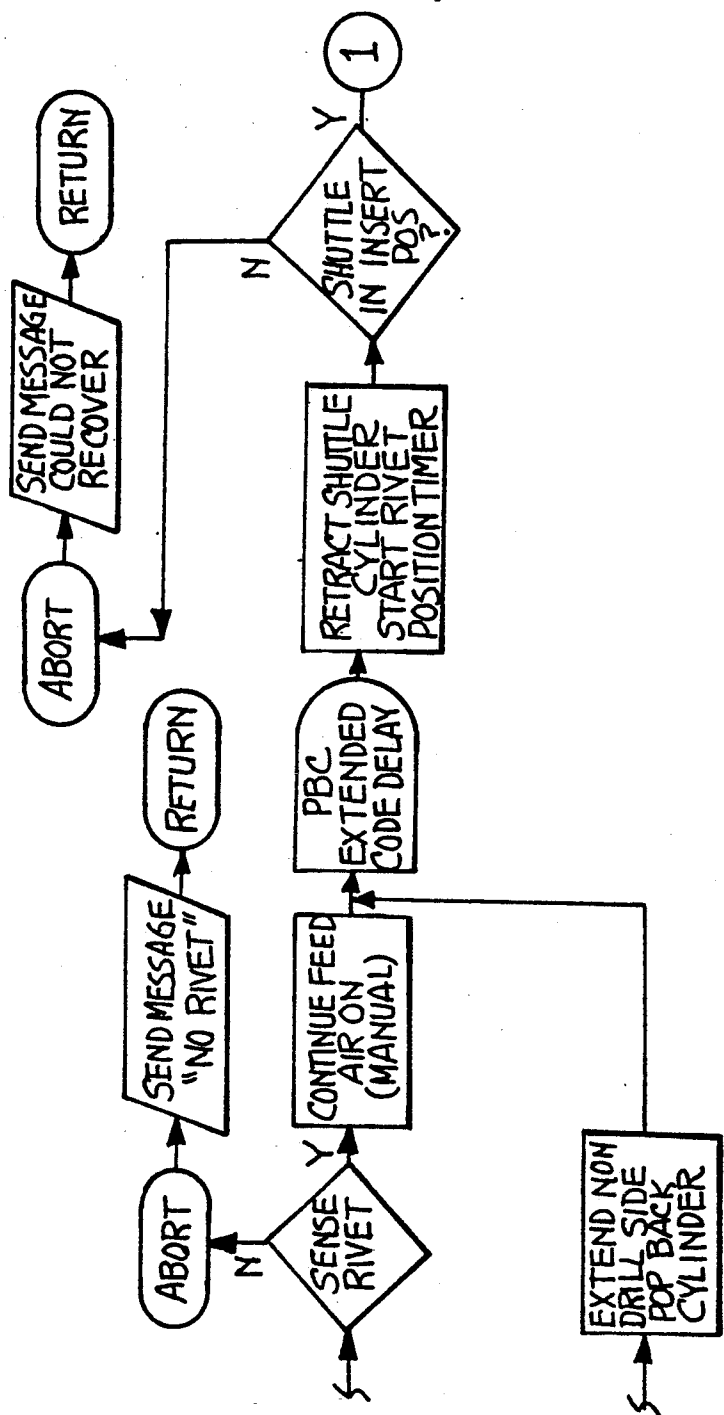 SENSE
RIVET
N
ABORT
SEND MESSAGE
"NO RIVET"
RETURN
Y
CONTINUE FEED
AIR ON
(MANUAL)
PBC
EXTENDED
CODE DELAY
RETRACT SHUTTLE
CYLINDER
START RIVET
POSITION TIMER
SHUTTLE
IN INSERT
POS
?
N
ABORT
SEND MESSAGE
COULD NOT
RECOVER
RETURN
Y
1
EXTEND NON
DRILL SIDE
POP BACK
CYLINDER